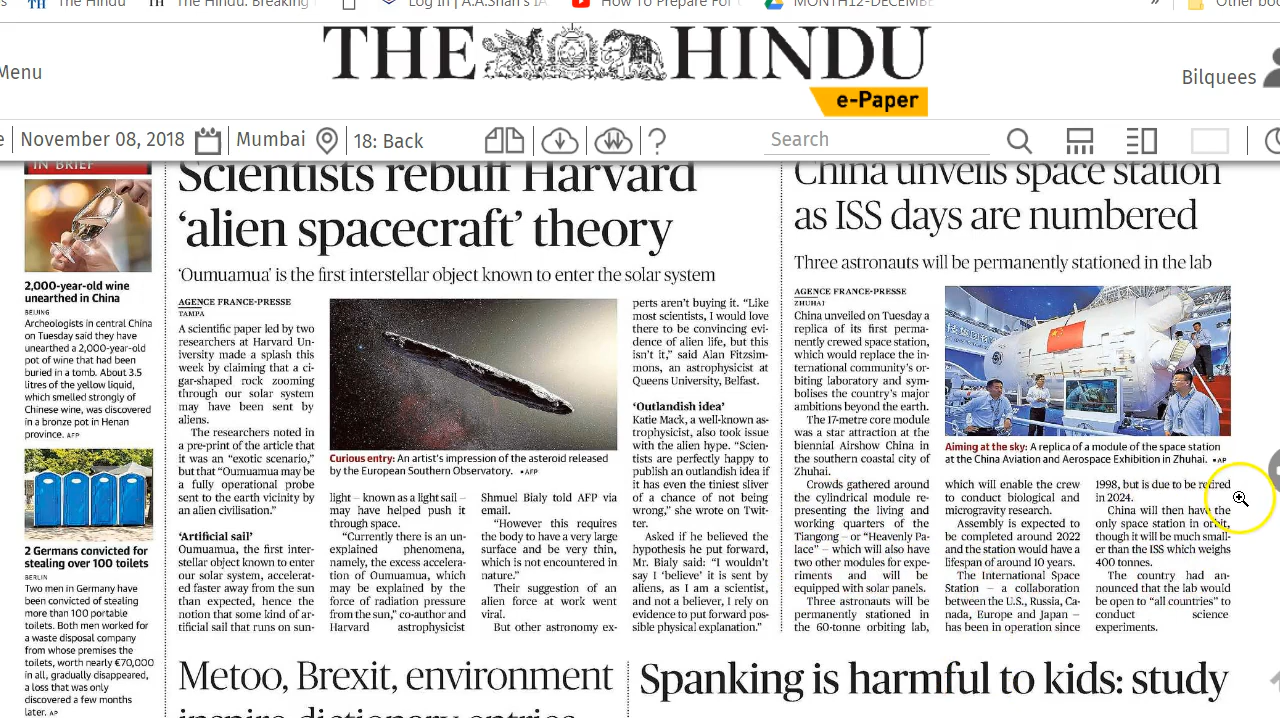 The Hindu
The Hindu: Breaking
Log In | A.A.Shah's IA
How To Prepare For
MONTH12-DECEMBE
»
Other bo
THE HINDU
e-Paper
Menu
Bilquees
November 08, 2018
Mumbai
18: Back
?
Search
IN BRIEF
2,000-year-old wine
unearthed in China
BEIJING
Archeologists in central China
on Tuesday said they have
unearthed a 2,000-year-old
pot of wine that had been
buried in a tomb. About 3.5
litres of the yellow liquid,
which smelled strongly of
Chinese wine, was discovered
in a bronze pot in Henan
province. AFP
2 Germans convicted for
stealing over 100 toilets
BERLIN
Two men in Germany have
been convicted of stealing
more than 100 portable
toilets. Both men worked for
a waste disposal company
from whose premises the
toilets, worth nearly €70,000
in all, gradually disappeared,
a loss that was only
discovered a few months
later. AP
Scientists rebuff Harvard
‘alien spacecraft’ theory
‘Oumuamua’ is the first interstellar object known to enter the solar system
AGENCE FRANCE-PRESSE
TAMPA
A scientific paper led by two
researchers at Harvard Un-
iversity made a splash this
week by claiming that a ci-
gar-shaped rock zooming
through our solar system
may have been sent by
aliens.
The researchers noted in
a pre-print of the article that
it was an “exotic scenario,”
but that “Oumuamua may be
a fully operational probe
sent to the earth vicinity by
an alien civilisation.”
‘Artificial sail’
Oumuamua, the first inter-
stellar object known to enter
our solar system, accelerat-
ed faster away from the sun
than expected, hence the
notion that some kind of ar-
tificial sail that runs on sun-
Curious entry: An artist’s impression of the asteroid released
by the European Southern Observatory. ▪AFP
light – known as a light sail –
may have helped push it
through space.
“Currently there is an un-
explained phenomena,
namely, the excess accelera-
tion of Oumuamua, which
may be explained by the
force of radiation pressure
from the sun,” co-author and
Harvard astrophysicist
Shmuel Bialy told AFP via
email.
“However this requires
the body to have a very large
surface and be very thin,
which is not encountered in
nature.”
Their suggestion of an
alien force at work went
viral.
But other astronomy ex-
perts aren’t buying it. “Like
most scientists, I would love
there to be convincing evi-
dence of alien life, but this
isn’t it,” said Alan Fitzsim-
mons, an astrophysicist at
Queens University, Belfast.
‘Outlandish idea’
Katie Mack, a well-known as-
trophysicist, also took issue
with the alien hype. “Scien-
tists are perfectly happy to
publish an outlandish idea if
it has even the tiniest sliver
of a chance of not being
wrong,” she wrote on Twit-
ter.
Asked if he believed the
hypothesis he put forward,
Mr. Bialy said: “I wouldn’t
say I ‘believe’ it is sent by
aliens, as I am a scientist,
and not a believer, I rely on
evidence to put forward pos-
sible physical explanation.”
China unveils space station
as ISS days are numbered
Three astronauts will be permanently stationed in the lab
AGENCE FRANCE-PRESSE
ZHUHAI
China unveiled on Tuesday a
replica of its first perma-
nently crewed space station,
which would replace the in-
ternational community’s or-
biting laboratory and sym-
bolises the country’s major
ambitions beyond the earth.
The 17-metre core module
was a star attraction at the
biennial Airshow China in
the southern coastal city of
Zhuhai.
Crowds gathered around
the cylindrical module re-
presenting the living and
working quarters of the
Tiangong – or “Heavenly Pa-
lace” – which will also have
two other modules for expe-
riments and will be
equipped with solar panels.
Three astronauts will be
permanently stationed in
the 60-tonne orbiting lab,
Aiming at the sky: A replica of a module of the space station
at the China Aviation and Aerospace Exhibition in Zhuhai. ▪AP
which will enable the crew
to conduct biological and
microgravity research.
Assembly is expected to
be completed around 2022
and the station would have a
lifespan of around 10 years.
The International Space
Station – a collaboration
between the U.S., Russia, Ca-
nada, Europe and Japan –
has been in operation since
1998, but is due to be retired
in 2024.
China will then have the
only space station in orbit,
though it will be much small-
er than the ISS which weighs
400 tonnes.
The country had an-
nounced that the lab would
be open to “all countries” to
conduct science
experiments.
Metoo, Brexit, environment
inspire dictionary entries
Spanking is harmful to kids: study